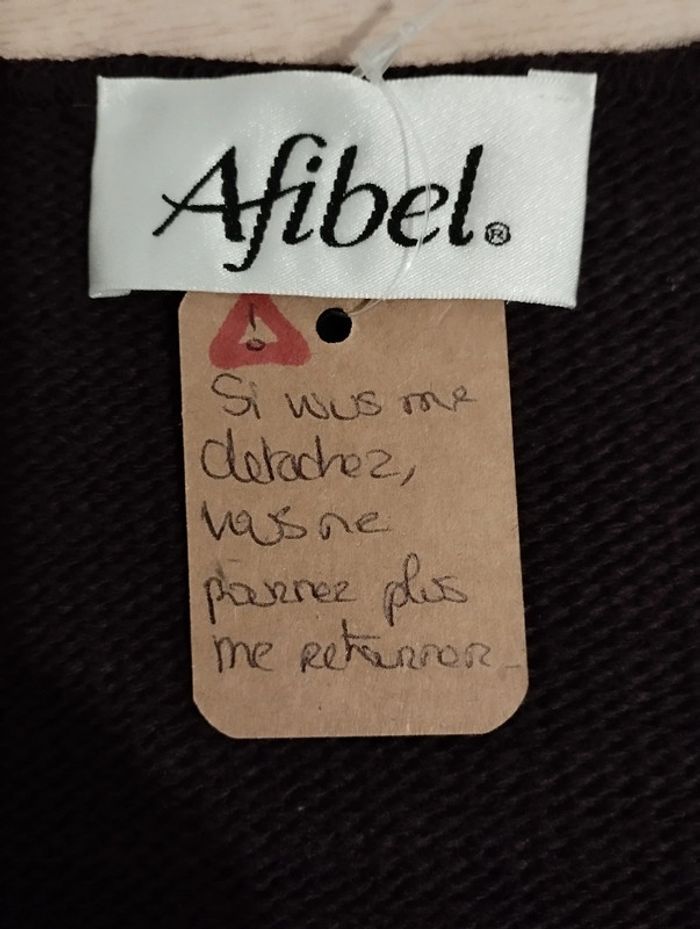 Afibel®
!
Si vous me
detachez,
vous ne
pourrez plus
me retourner.